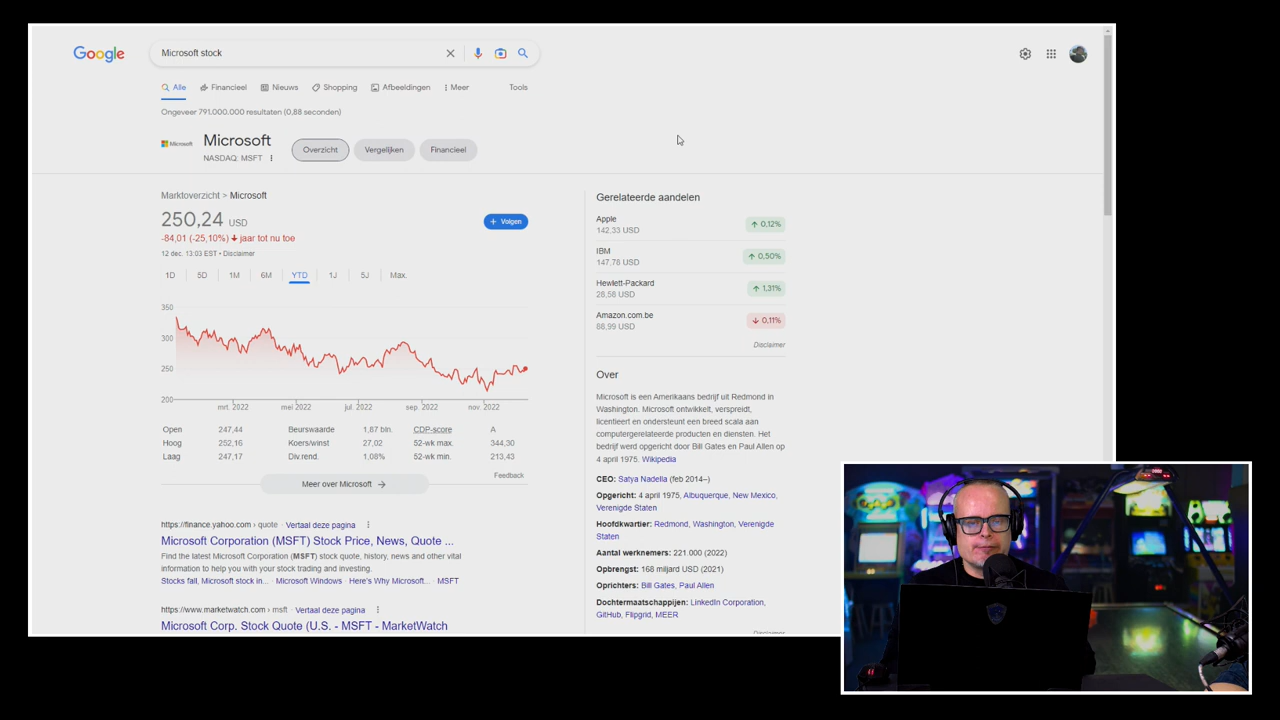 Google
Microsoft stock
Alle
Financieel
Nieuws
Shopping
Afbeeldingen
Meer
Tools
Ongeveer 791.000.000 resultaten (0,88 seconden)
Microsoft
Microsoft
NASDAQ: MSFT
Overzicht
Vergelijken
Financieel
Marktoverzicht > Microsoft
250,24 USD
+ Volgen
-84,01 (-25,10%) ↓ jaar tot nu toe
12 dec. 13:03 EST • Disclaimer
1D 5D 1M 6M YTD 1J 5J Max.
350
300
250
200
mrt. 2022 mei 2022 jul. 2022 sep. 2022 nov. 2022
Open 247,44 Beurswaarde 1,87 bln. CDP-score A
Hoog 252,16 Koers/winst 27,02 52-wk max. 344,30
Laag 247,17 Div.rend. 1,08% 52-wk min. 213,43
Feedback
Meer over Microsoft →
https://finance.yahoo.com › quote · Vertaal deze pagina
Microsoft Corporation (MSFT) Stock Price, News, Quote ...
Find the latest Microsoft Corporation (MSFT) stock quote, history, news and other vital
information to help you with your stock trading and investing.
Stocks fall, Microsoft stock in... · Microsoft Windows · Here's Why Microsoft... · MSFT
https://www.marketwatch.com › msft · Vertaal deze pagina
Microsoft Corp. Stock Quote (U.S. - MSFT - MarketWatch
Gerelateerde aandelen
Apple
142,33 USD
↑ 0,12%
IBM
147,78 USD
↑ 0,50%
Hewlett-Packard
28,58 USD
↑ 1,31%
Amazon.com.be
88,99 USD
↓ 0,11%
Disclaimer
Over
Microsoft is een Amerikaans bedrijf uit Redmond in
Washington. Microsoft ontwikkelt, verspreidt,
licentieert en ondersteunt een breed scala aan
computergerelateerde producten en diensten. Het
bedrijf werd opgericht door Bill Gates en Paul Allen op
4 april 1975. Wikipedia
CEO: Satya Nadella (feb 2014–)
Opgericht: 4 april 1975, Albuquerque, New Mexico,
Verenigde Staten
Hoofdkwartier: Redmond, Washington, Verenigde
Staten
Aantal werknemers: 221.000 (2022)
Opbrengst: 168 miljard USD (2021)
Oprichters: Bill Gates, Paul Allen
Dochtermaatschappijen: LinkedIn Corporation,
GitHub, Flipgrid, MEER
Disclaimer